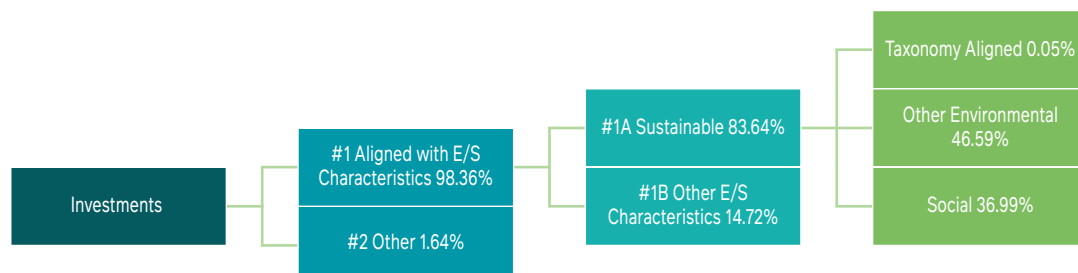 Investments
#1 Aligned with E/S
Characteristics 98.36%
#2 Other 1.64%
#1A Sustainable 83.64%
#1B Other E/S
Characteristics 14.72%
Taxonomy Aligned 0.05%
Other Environmental
46.59%
Social 36.99%